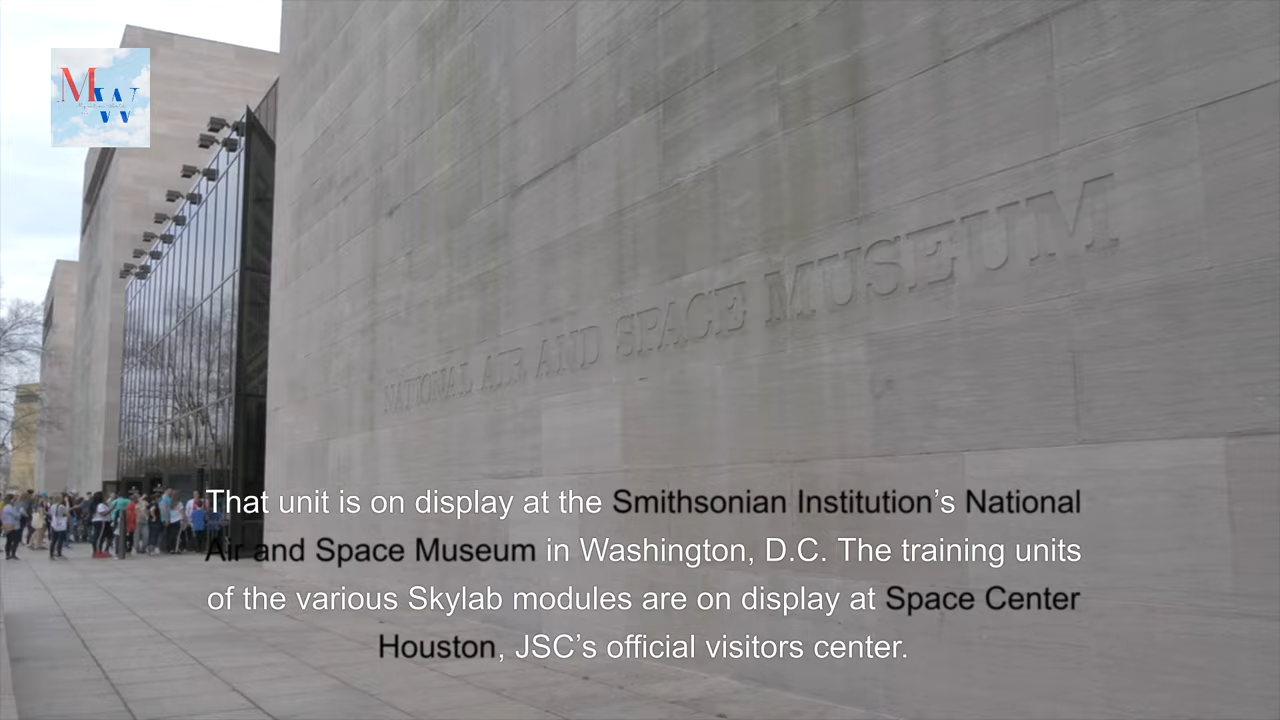 MW
NATIONAL AIR AND SPACE MUSEUM
That unit is on display at the Smithsonian Institution’s National
Air and Space Museum in Washington, D.C. The training units
of the various Skylab modules are on display at Space Center
Houston, JSC’s official visitors center.